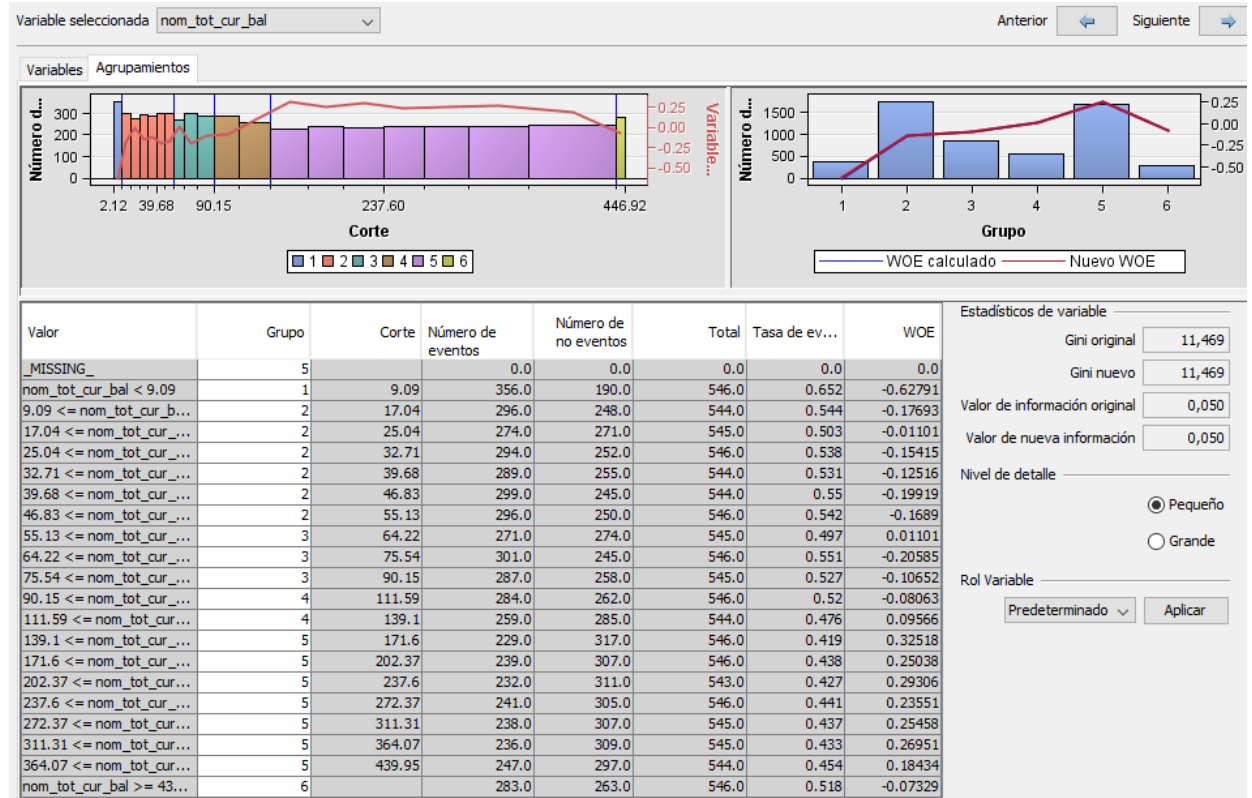 Variable seleccionada nom_tot_cur_bal Anterior Siguiente
Variables Agrupamientos
Número d...
300
200
100
0
0.25
0.00
-0.25
-0.50
Variable...
2.12 39.68 90.15 237.60 446.92
Corte
1 2 3 4 5 6
Número d...
1500
1000
500
0
0.25
0.00
-0.25
-0.50
1 2 3 4 5 6
Grupo
WOE calculado Nuevo WOE
Valor Grupo Corte Número de eventos Número de no eventos Total Tasa de ev... WOE
_MISSING_ 5 0.0 0.0 0.0 0.0 0.0
nom_tot_cur_bal < 9.09 1 9.09 356.0 190.0 546.0 0.652 -0.62791
9.09 <= nom_tot_cur_b... 2 17.04 296.0 248.0 544.0 0.544 -0.17693
17.04 <= nom_tot_cur_... 2 25.04 274.0 271.0 545.0 0.503 -0.01101
25.04 <= nom_tot_cur_... 2 32.71 294.0 252.0 546.0 0.538 -0.15415
32.71 <= nom_tot_cur_... 2 39.68 289.0 255.0 544.0 0.531 -0.12516
39.68 <= nom_tot_cur_... 2 46.83 299.0 245.0 544.0 0.55 -0.19919
46.83 <= nom_tot_cur_... 2 55.13 296.0 250.0 546.0 0.542 -0.1689
55.13 <= nom_tot_cur_... 3 64.22 271.0 274.0 545.0 0.497 0.01101
64.22 <= nom_tot_cur_... 3 75.54 301.0 245.0 546.0 0.551 -0.20585
75.54 <= nom_tot_cur_... 3 90.15 287.0 258.0 545.0 0.527 -0.10652
90.15 <= nom_tot_cur_... 4 111.59 284.0 262.0 546.0 0.52 -0.08063
111.59 <= nom_tot_cur_... 4 139.1 259.0 285.0 544.0 0.476 0.09566
139.1 <= nom_tot_cur_... 5 171.6 229.0 317.0 546.0 0.419 0.32518
171.6 <= nom_tot_cur_... 5 202.37 239.0 307.0 546.0 0.438 0.25038
202.37 <= nom_tot_cur... 5 237.6 232.0 311.0 543.0 0.427 0.29306
237.6 <= nom_tot_cur_... 5 272.37 241.0 305.0 546.0 0.441 0.23551
272.37 <= nom_tot_cur... 5 311.31 238.0 307.0 545.0 0.437 0.25458
311.31 <= nom_tot_cur... 5 364.07 236.0 309.0 545.0 0.433 0.26951
364.07 <= nom_tot_cur... 5 439.95 247.0 297.0 544.0 0.454 0.18434
nom_tot_cur_bal >= 43... 6 283.0 263.0 546.0 0.518 -0.07329
Estadísticos de variable
Gini original 11,469
Gini nuevo 11,469
Valor de información original 0,050
Valor de nueva información 0,050
Nivel de detalle
Pequeño
Grande
Rol Variable
Predeterminado Aplicar